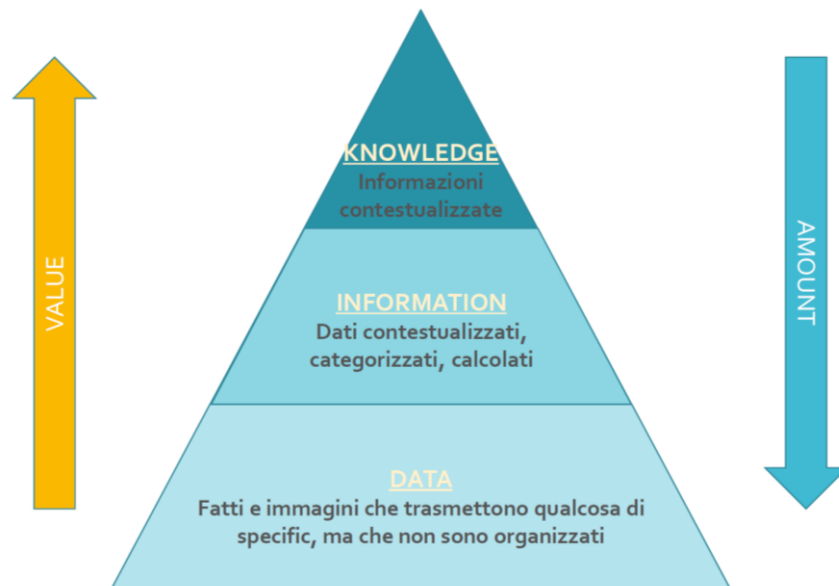 KNOWLEDGE
Informazioni
contestualizzate
VALUE
AMOUNT
INFORMATION
Dati contestualizzati,
categorizzati, calcolati
DATA
Fatti e immagini che trasmettono qualcosa di
specific, ma che non sono organizzati